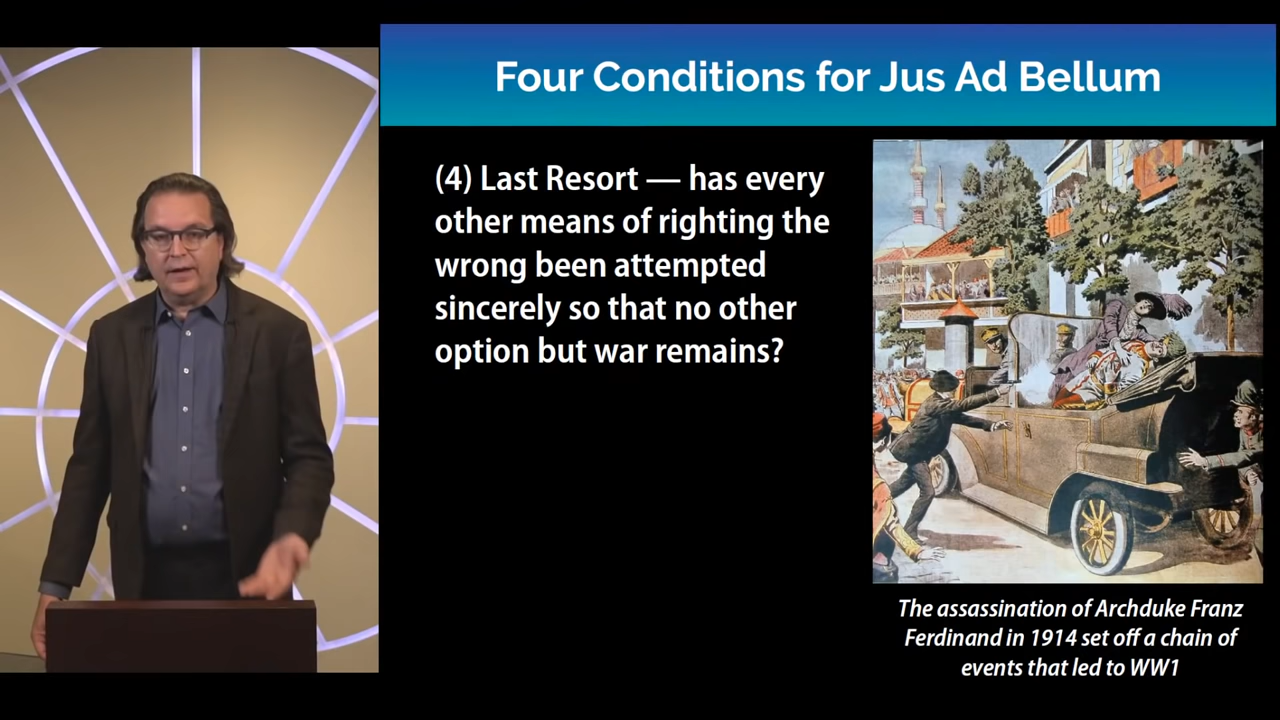 Four Conditions for Jus Ad Bellum
(4) Last Resort — has every
other means of righting the
wrong been attempted
sincerely so that no other
option but war remains?
The assassination of Archduke Franz
Ferdinand in 1914 set off a chain of
events that led to WW1